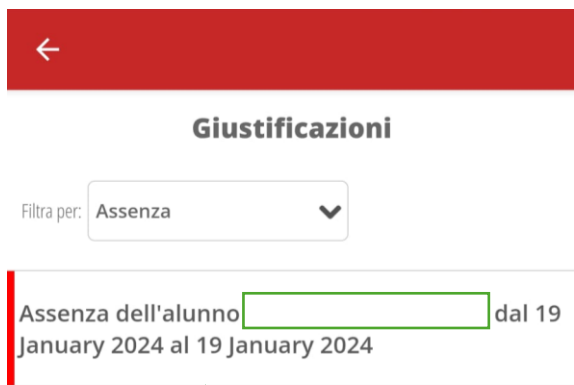 Giustificazioni
Filtra per: Assenza
Assenza dell'alunno dal 19
January 2024 al 19 January 2024